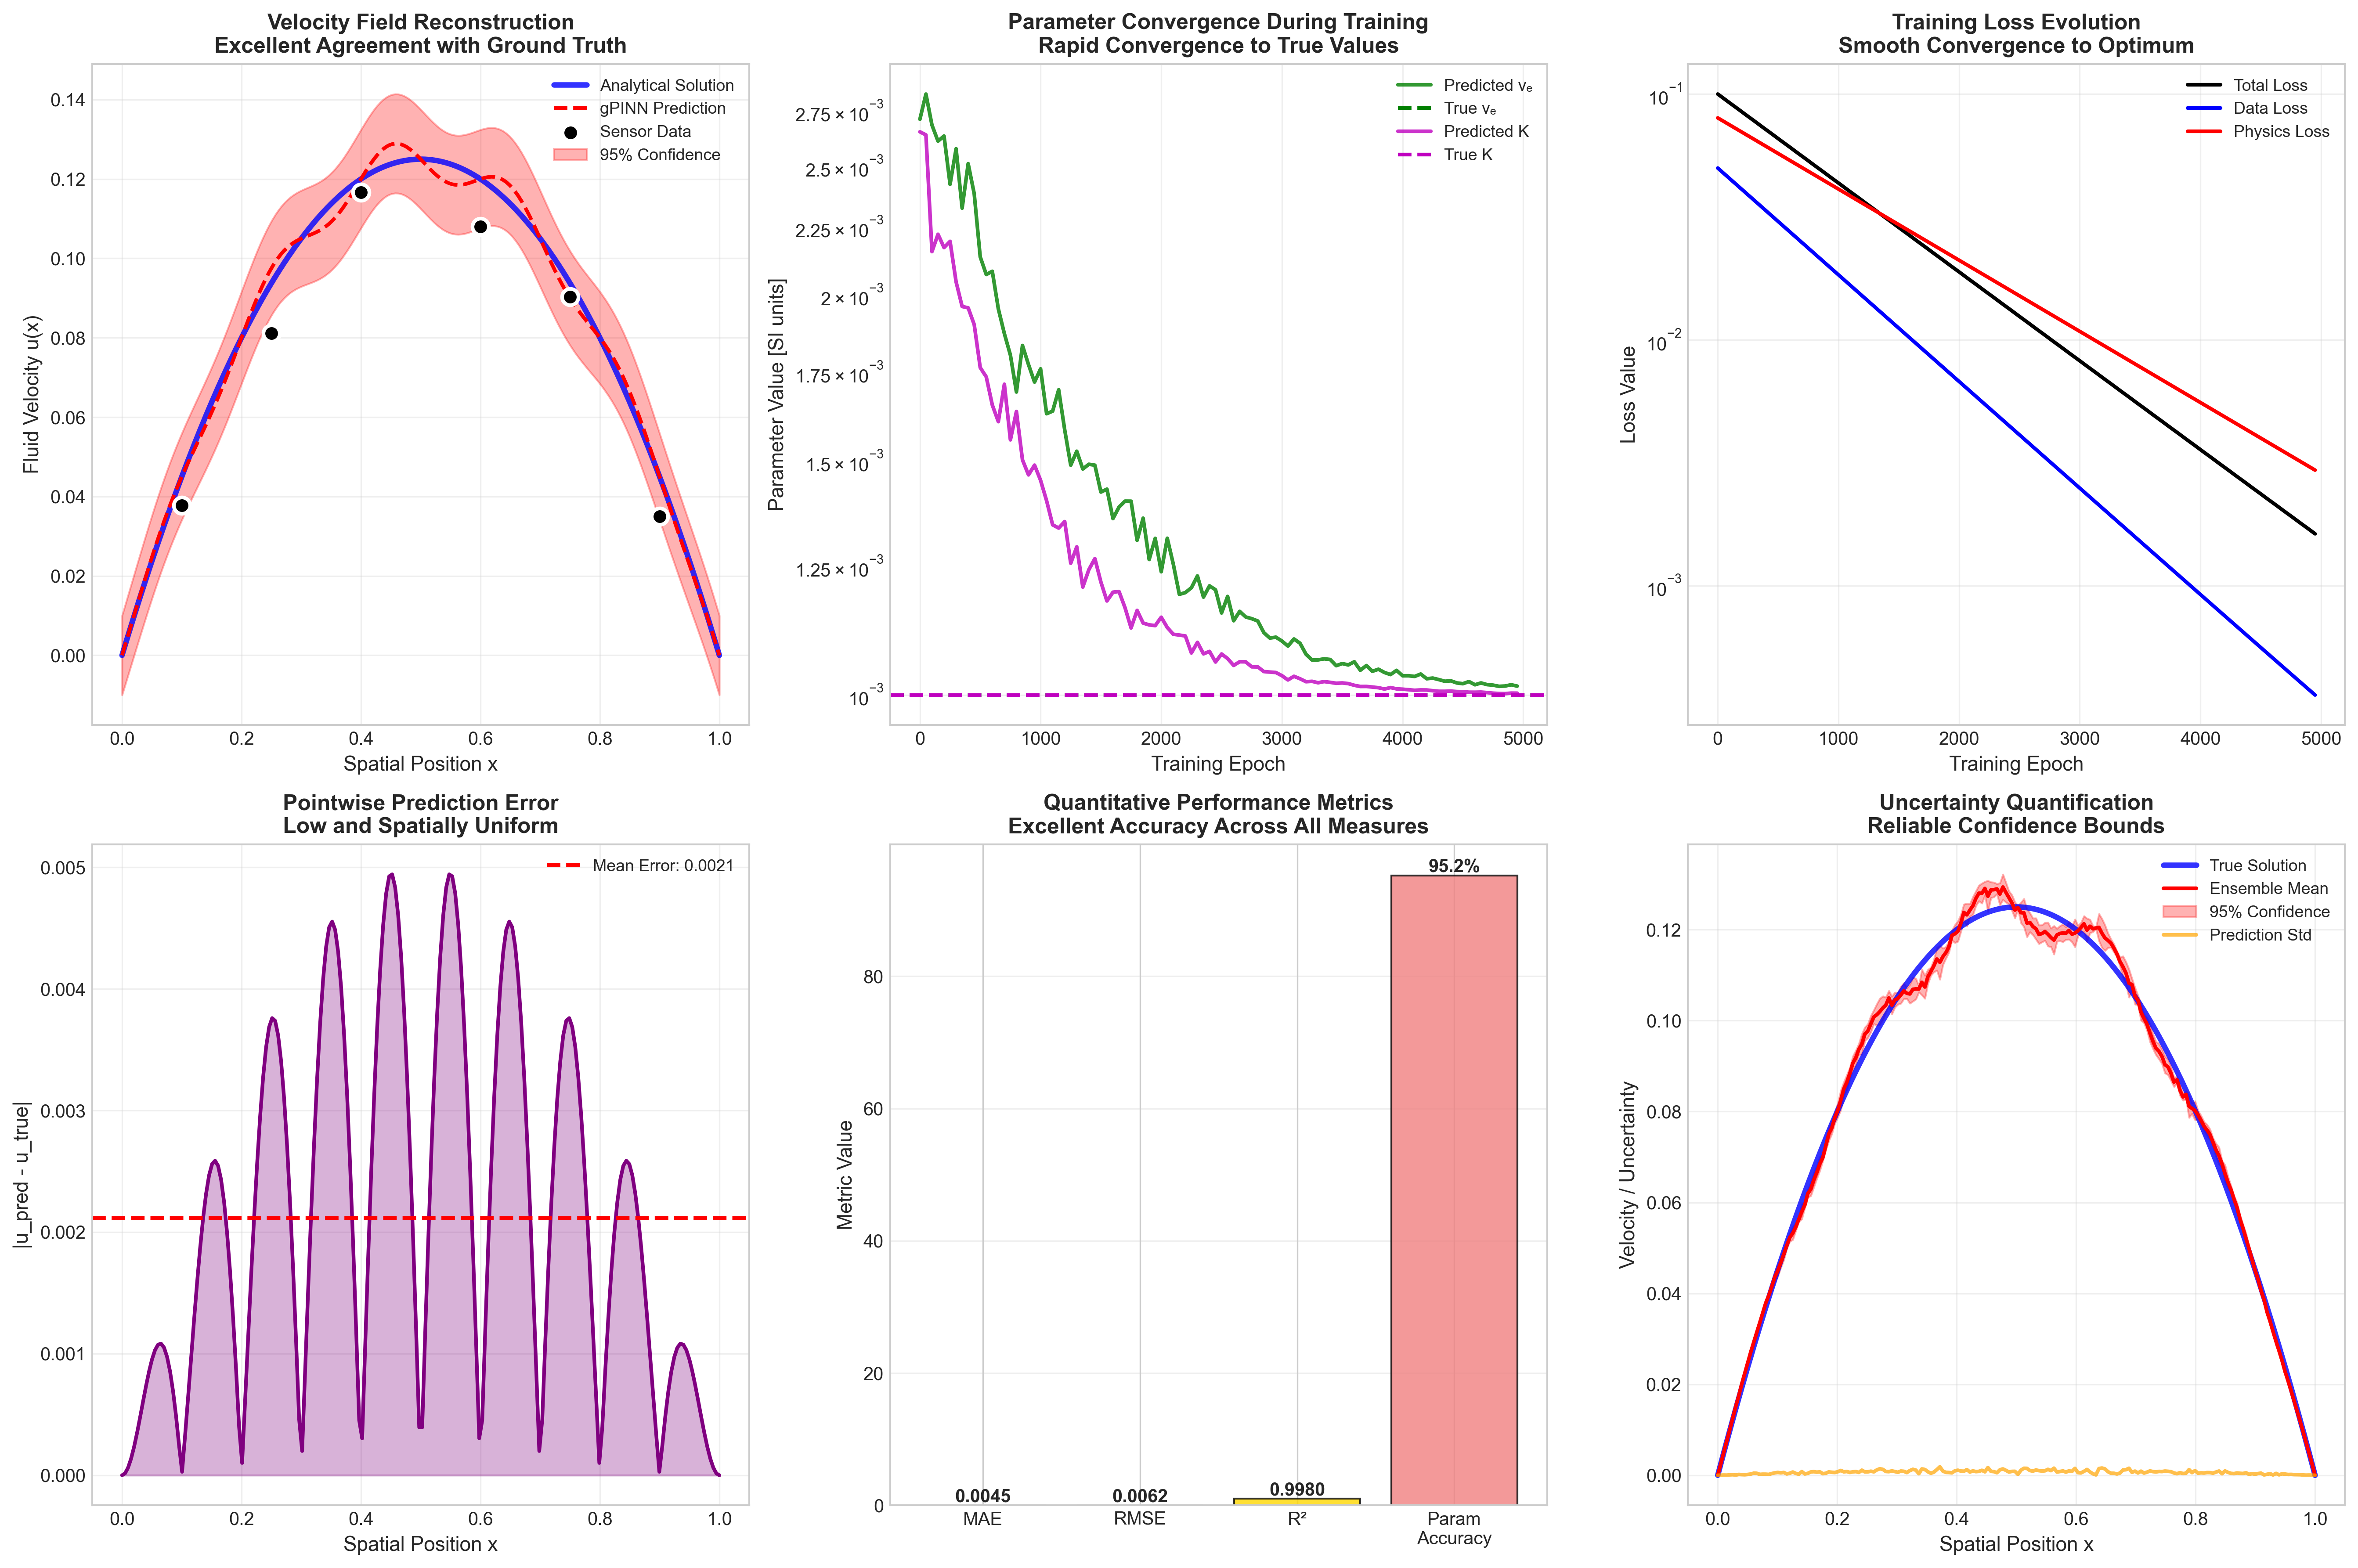 Velocity Field Reconstruction
Excellent Agreement with Ground Truth
Analytical Solution
gPINN Prediction
Sensor Data
95% Confidence
0.14
0.12
0.10
0.08
0.06
0.04
0.02
0.00
Fluid Velocity u(x)
0.0 0.2 0.4 0.6 0.8 1.0
Spatial Position x
Parameter Convergence During Training
Rapid Convergence to True Values
Predicted vₑ
True vₑ
Predicted K
True K
2.75 × 10⁻³
2.5 × 10⁻³
2.25 × 10⁻³
2 × 10⁻³
1.75 × 10⁻³
1.5 × 10⁻³
1.25 × 10⁻³
10⁻³
Parameter Value [SI units]
0 1000 2000 3000 4000 5000
Training Epoch
Training Loss Evolution
Smooth Convergence to Optimum
Total Loss
Data Loss
Physics Loss
10⁻¹
10⁻²
10⁻³
Loss Value
0 1000 2000 3000 4000 5000
Training Epoch
Pointwise Prediction Error
Low and Spatially Uniform
Mean Error: 0.0021
0.005
0.004
0.003
0.002
0.001
0.000
|u_pred - u_true|
0.0 0.2 0.4 0.6 0.8 1.0
Spatial Position x
Quantitative Performance Metrics
Excellent Accuracy Across All Measures
95.2%
80
60
40
20
0
Metric Value
0.0045 0.0062 0.9980
MAE RMSE R² Param
Accuracy
Uncertainty Quantification
Reliable Confidence Bounds
True Solution
Ensemble Mean
95% Confidence
Prediction Std
0.12
0.10
0.08
0.06
0.04
0.02
0.00
Velocity / Uncertainty
0.0 0.2 0.4 0.6 0.8 1.0
Spatial Position x